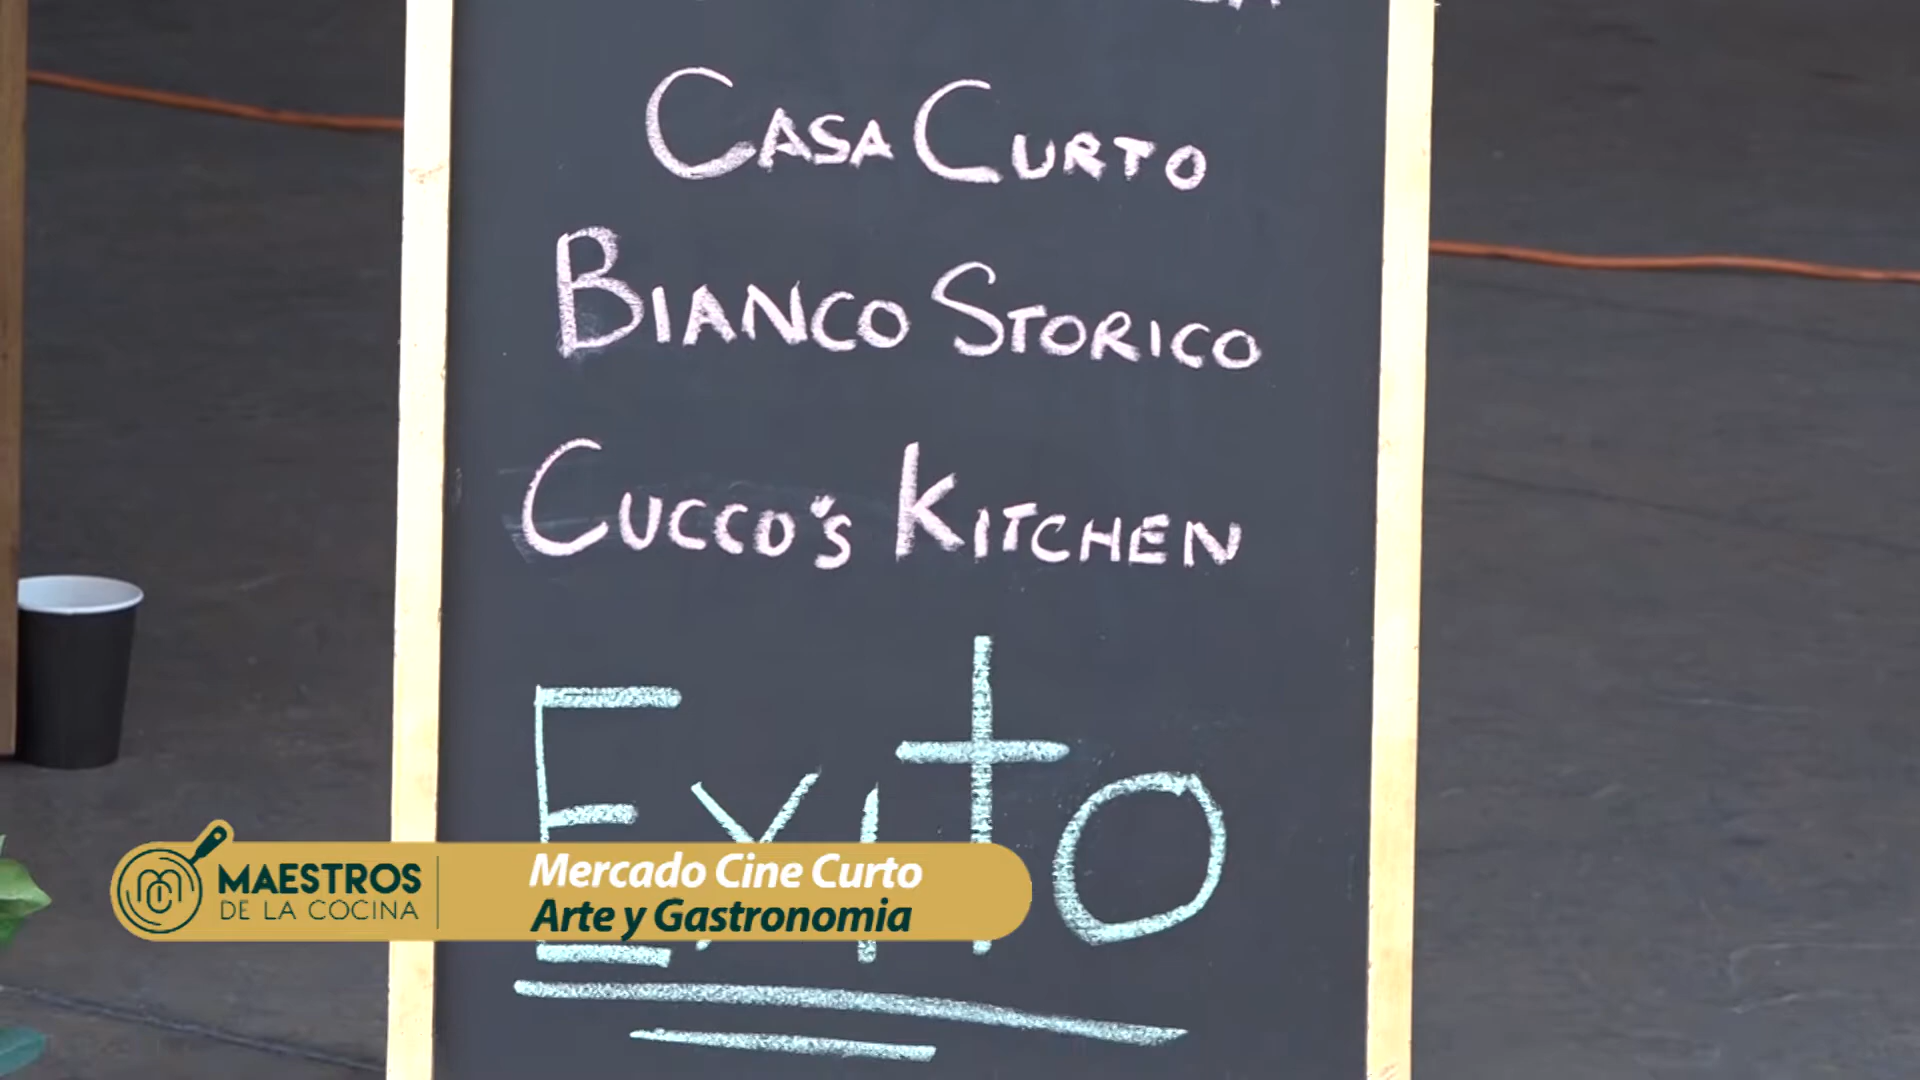 CASA CURTO
BIANCO STORICO
CUCCO'S KITCHEN
EXITO
MAESTROS
DE LA COCINA
Mercado Cine Curto
Arte y Gastronomia